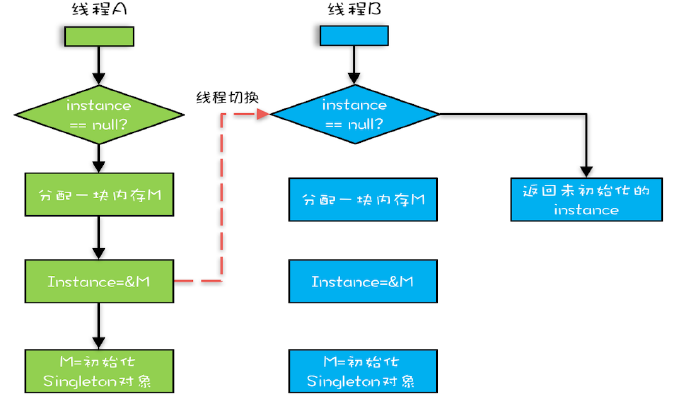 线程A
线程B
instance
== null?
线程切换
instance
== null?
分配一块内存M
分配一块内存M
返回未初始化的
instance
Instance=&M
Instance=&M
M=初始化
Singleton对象
M=初始化
Singleton对象